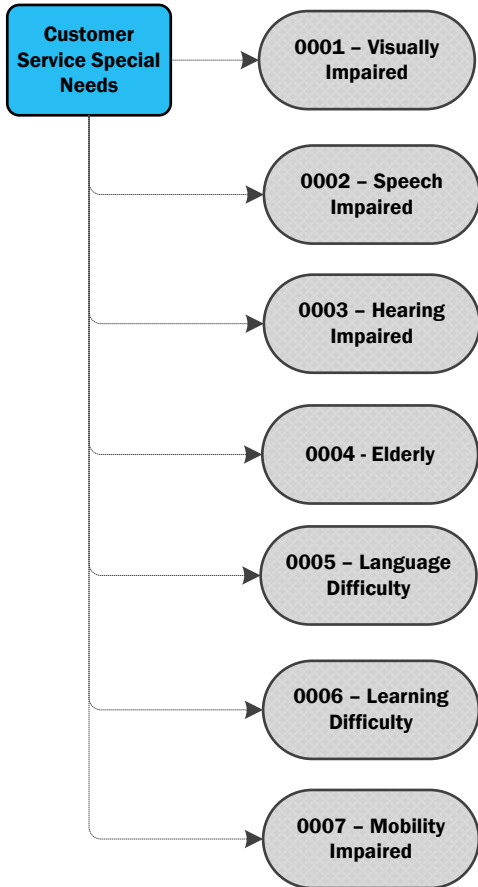 Customer
Service Special
Needs
0001 – Visually
Impaired
0002 – Speech
Impaired
0003 – Hearing
Impaired
0004 - Elderly
0005 – Language
Difficulty
0006 – Learning
Difficulty
0007 – Mobility
Impaired